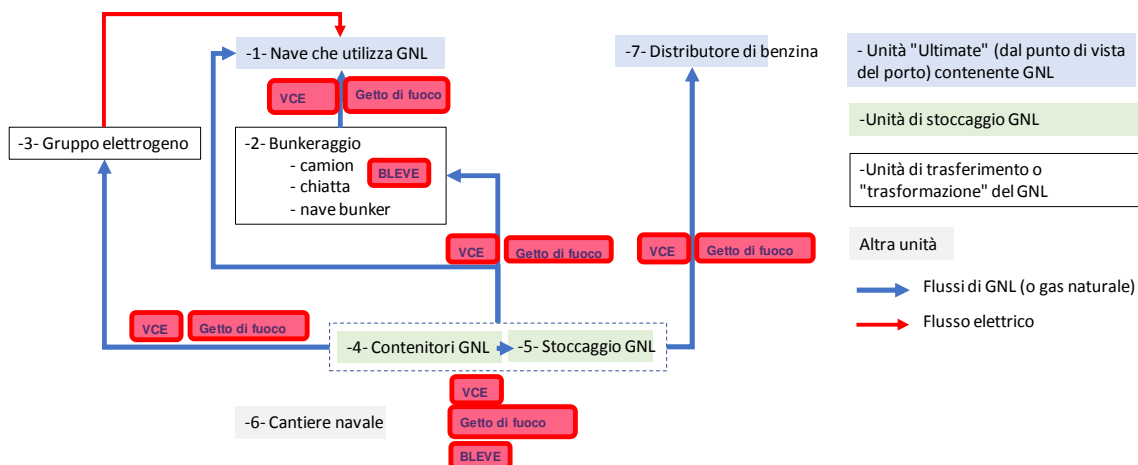 -1- Nave che utilizza GNL
-7- Distributore di benzina
- Unità "Ultimate" (dal punto di vista
del porto) contenente GNL
VCE
Getto di fuoco
-Unità di stoccaggio GNL
-3- Gruppo elettrogeno
-2- Bunkeraggio
- camion
- chiatta
- nave bunker
BLEVE
-Unità di trasferimento o
"trasformazione" del GNL
VCE
Getto di fuoco
VCE
Getto di fuoco
Altra unità
Flussi di GNL (o gas naturale)
Flusso elettrico
VCE
Getto di fuoco
-4- Contenitori GNL
-5- Stoccaggio GNL
VCE
-6- Cantiere navale
Getto di fuoco
BLEVE